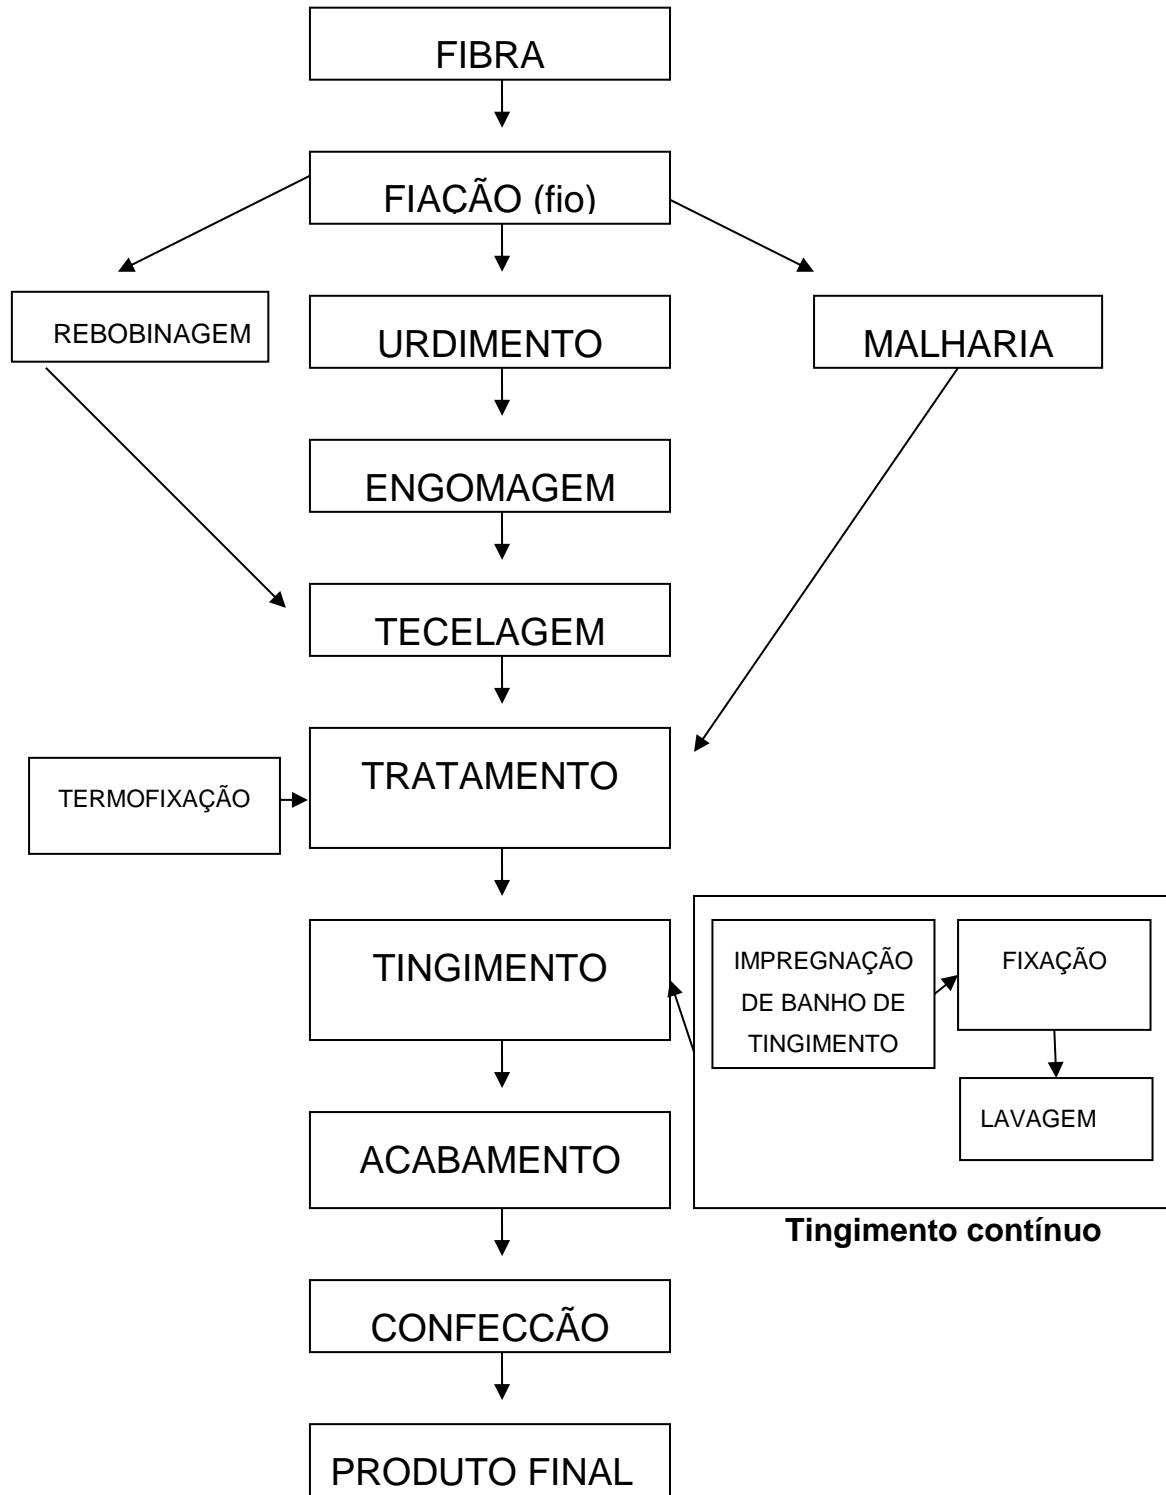 FIBRA
FIAÇÃO (fio)
REBOBINAGEM
URDIMENTO
MALHARIA
ENGOMAGEM
TECELAGEM
TRATAMENTO
TERMOFIXAÇÃO
TINGIMENTO
IMPREGNAÇÃO
DE BANHO DE
TINGIMENTO
FIXAÇÃO
LAVAGEM
Tingimento contínuo
ACABAMENTO
CONFECCÃO
PRODUTO FINAL